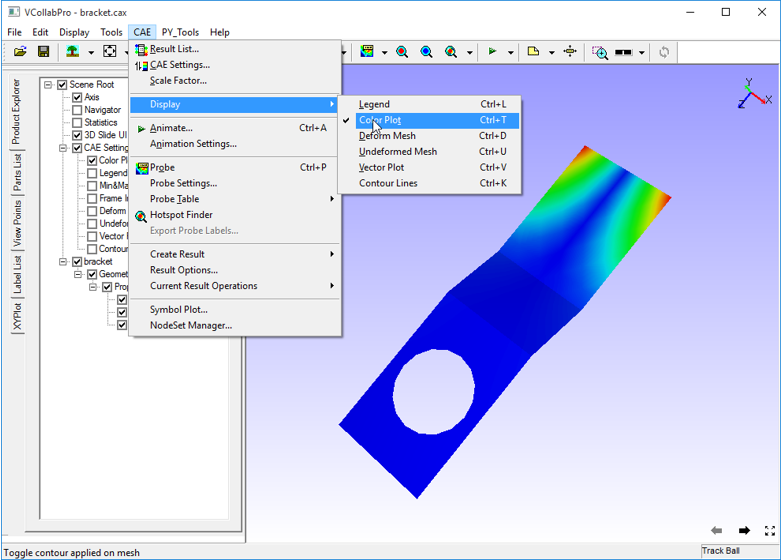 VCollabPro - bracket.cax
File Edit Display Tools CAE PY_Tools Help
Product Explorer
Parts List
View Points
Label List
XYPlot
Scene Root
Axis
Navigator
Statistics
3D Slide UI
CAE Setting
Color Pl
Legend
Min&Ma
Frame In
Deform
Undefor
Vector
Contour
bracket
Geomet
Prop
Result List...
CAE Settings...
Scale Factor...
Display
Animate... Ctrl+A
Animation Settings...
Probe Ctrl+P
Probe Settings...
Probe Table
Hotspot Finder
Export Probe Labels...
Create Result
Result Options...
Current Result Operations
Symbol Plot...
NodeSet Manager...
Legend Ctrl+L
Color Plot Ctrl+T
Deform Mesh Ctrl+D
Undeformed Mesh Ctrl+U
Vector Plot Ctrl+V
Contour Lines Ctrl+K
Y
X
Z
Toggle contour applied on mesh
Track Ball